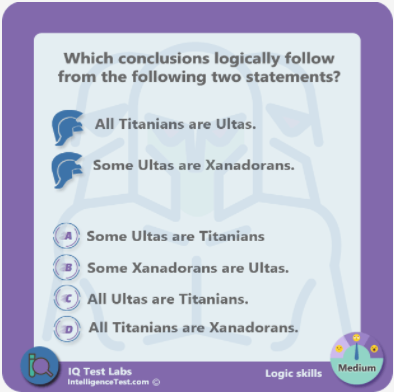 Which conclusions logically follow
from the following two statements?
All Titanians are Ultas.
Some Ultas are Xanadorans.
A Some Ultas are Titanians
B Some Xanadorans are Ultas.
C All Ultas are Titanians.
D All Titanians are Xanadorans.
IQ Test Labs
IntelligenceTest.com ©
Logic skills
Medium